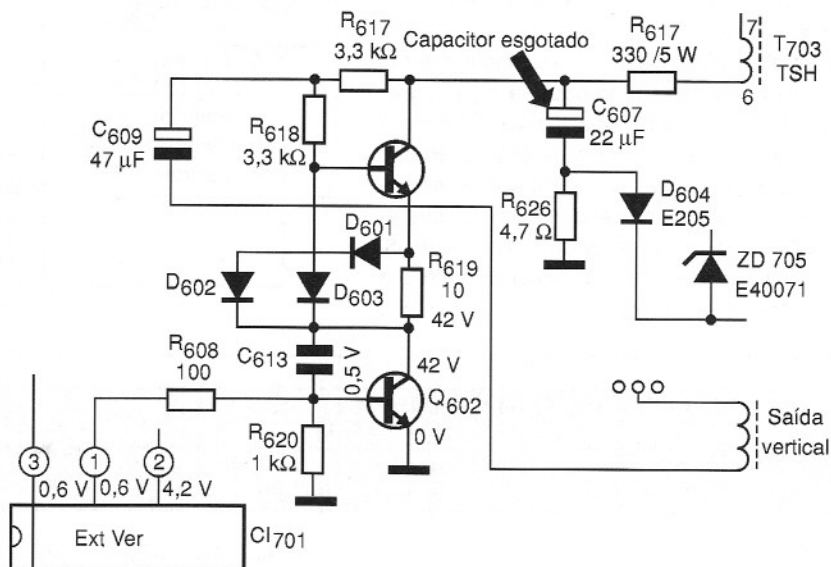 R617
3,3 kΩ
Capacitor esgotado
R617
330 /5 W
7
T703
TSH
6
C609
47 µF
R618
3,3 kΩ
C607
22 µF
D601
R626
4,7 Ω
D604
E205
D602
D603
R619
10
42 V
ZD 705
E40071
R608
100
C613
0,5 V
42 V
Q602
0 V
R620
1 kΩ
Saída
vertical
3
1
2
0,6 V
0,6 V
4,2 V
Ext Ver
CI701